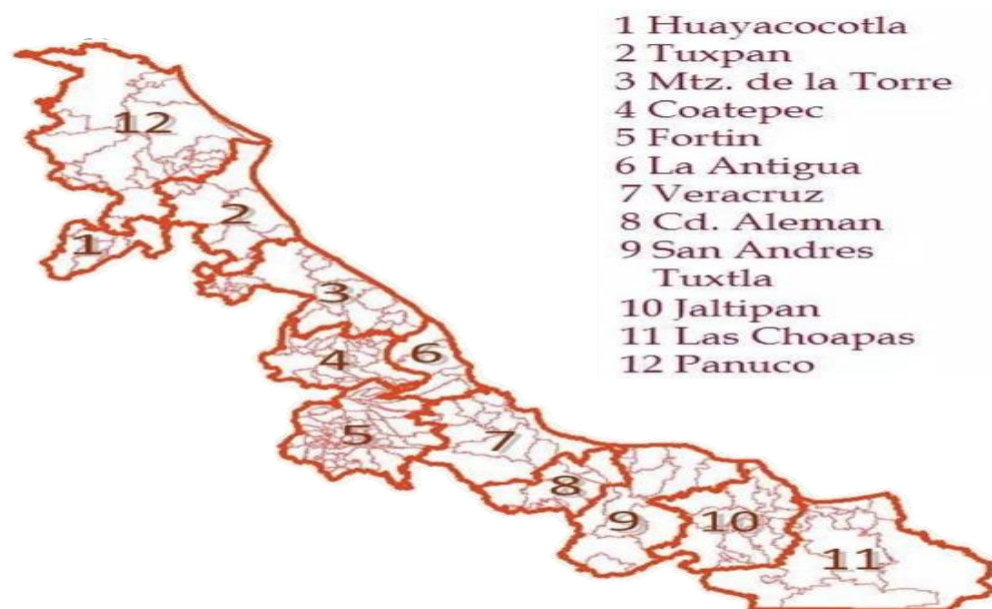 1 Huayacocotla
2 Tuxpan
3 Mtz. de la Torre
4 Coatepec
5 Fortin
6 La Antigua
7 Veracruz
8 Cd. Aleman
9 San Andres
Tuxtla
10 Jaltipan
11 Las Choapas
12 Panuco
12
2
1
3
4
6
5
7
8
9
10
11